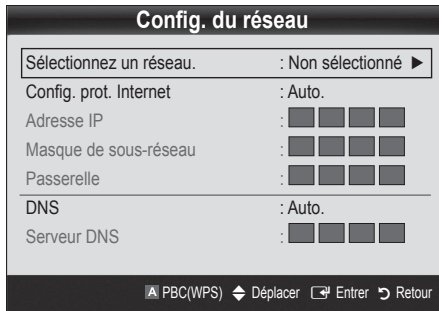 Config. du réseau
Sélectionnez un réseau. : Non sélectionné ►
Config. prot. Internet : Auto.
Adresse IP :
Masque de sous-réseau :
Passerelle :
DNS : Auto.
Serveur DNS :
A PBC(WPS) Déplacer Entrer Retour